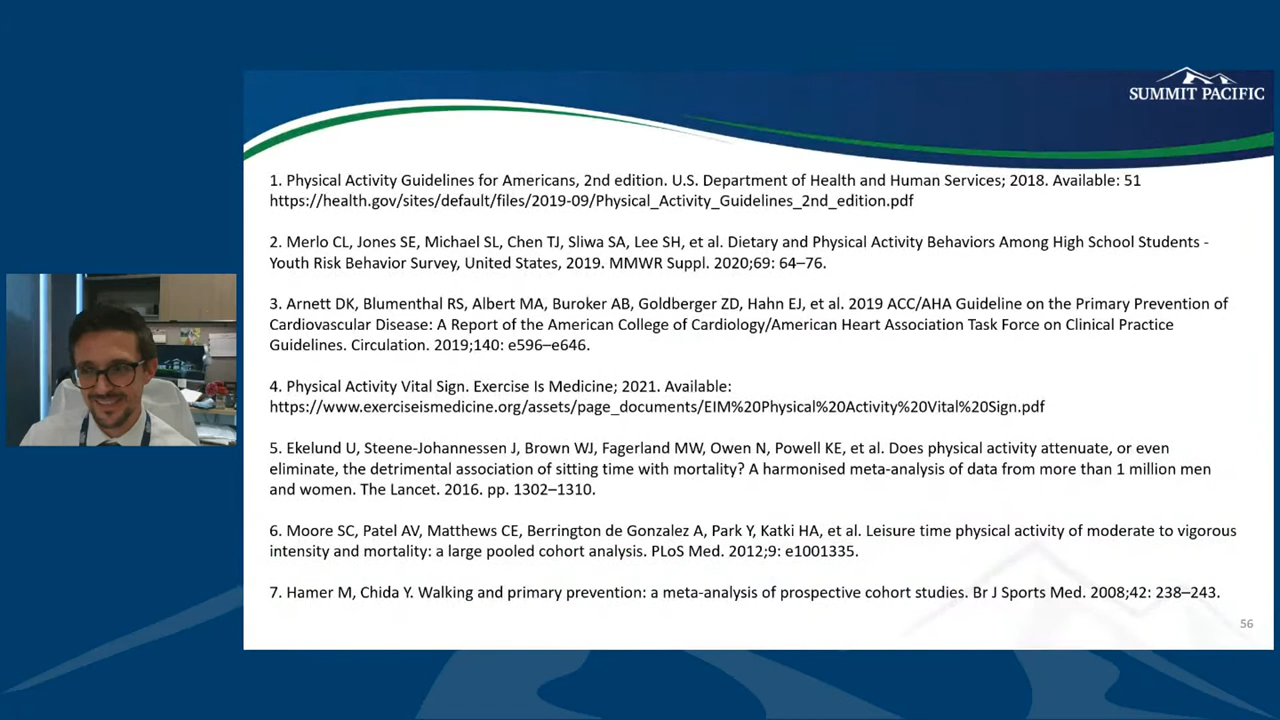 SUMMIT PACIFIC
1. Physical Activity Guidelines for Americans, 2nd edition. U.S. Department of Health and Human Services; 2018. Available: 51
https://health.gov/sites/default/files/2019-09/Physical_Activity_Guidelines_2nd_edition.pdf
2. Merlo CL, Jones SE, Michael SL, Chen TJ, Sliwa SA, Lee SH, et al. Dietary and Physical Activity Behaviors Among High School Students -
Youth Risk Behavior Survey, United States, 2019. MMWR Suppl. 2020;69: 64–76.
3. Arnett DK, Blumenthal RS, Albert MA, Buroker AB, Goldberger ZD, Hahn EJ, et al. 2019 ACC/AHA Guideline on the Primary Prevention of
Cardiovascular Disease: A Report of the American College of Cardiology/American Heart Association Task Force on Clinical Practice
Guidelines. Circulation. 2019;140: e596–e646.
4. Physical Activity Vital Sign. Exercise Is Medicine; 2021. Available:
https://www.exerciseismedicine.org/assets/page_documents/EIM%20Physical%20Activity%20Vital%20Sign.pdf
5. Ekelund U, Steene-Johannessen J, Brown WJ, Fagerland MW, Owen N, Powell KE, et al. Does physical activity attenuate, or even
eliminate, the detrimental association of sitting time with mortality? A harmonised meta-analysis of data from more than 1 million men
and women. The Lancet. 2016. pp. 1302–1310.
6. Moore SC, Patel AV, Matthews CE, Berrington de Gonzalez A, Park Y, Katki HA, et al. Leisure time physical activity of moderate to vigorous
intensity and mortality: a large pooled cohort analysis. PLoS Med. 2012;9: e1001335.
7. Hamer M, Chida Y. Walking and primary prevention: a meta-analysis of prospective cohort studies. Br J Sports Med. 2008;42: 238–243.
56